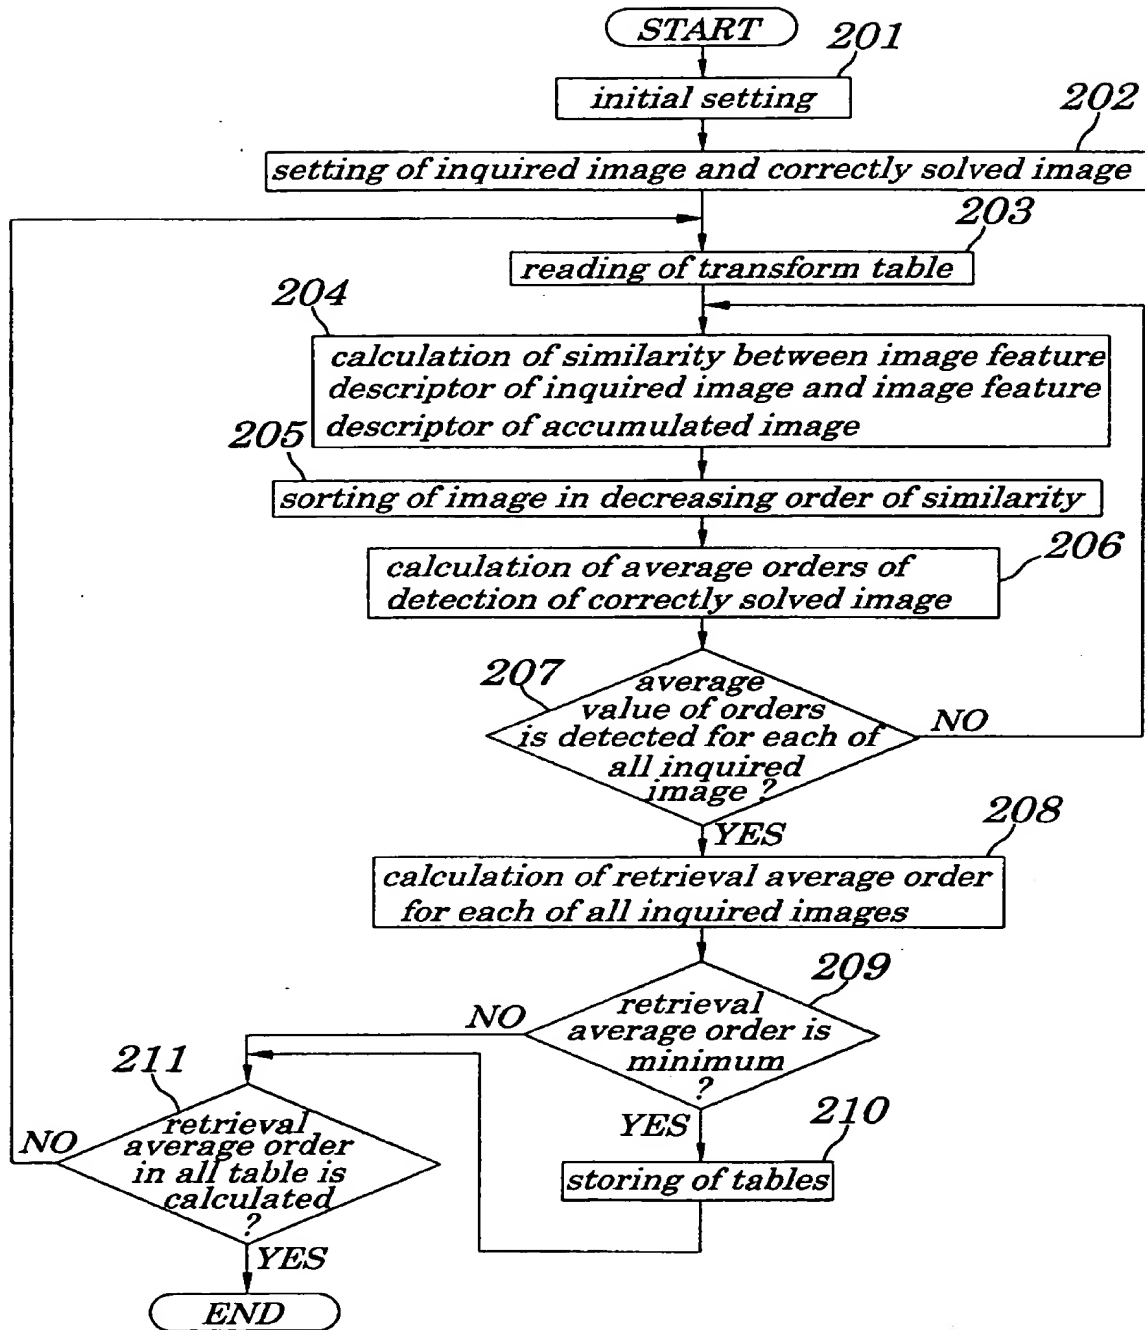 START
201
initial setting
202
setting of inquired image and correctly solved image
203
reading of transform table
204
calculation of similarity between image feature
descriptor of inquired image and image feature
descriptor of accumulated image
205
sorting of image in decreasing order of similarity
206
calculation of average orders of
detection of correctly solved image
207
average
value of orders
is detected for each of
all inquired
image ?
NO
YES
208
calculation of retrieval average order
for each of all inquired images
209
retrieval
average order is
minimum
?
NO
YES
210
storing of tables
211
retrieval
average order
in all table is
calculated
?
NO
YES
END